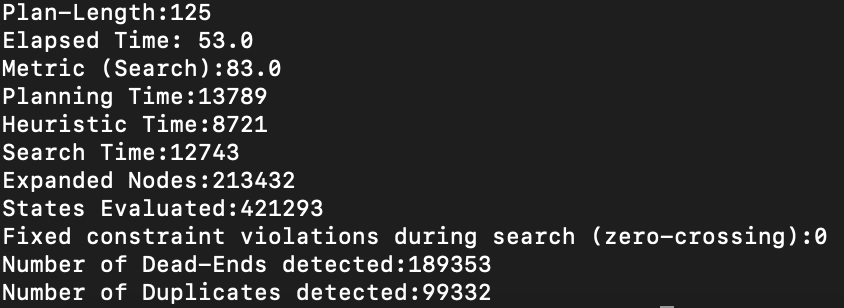 Plan-Length:125
Elapsed Time: 53.0
Metric (Search):83.0
Planning Time:13789
Heuristic Time:8721
Search Time:12743
Expanded Nodes:213432
States Evaluated:421293
Fixed constraint violations during search (zero-crossing):0
Number of Dead-Ends detected:189353
Number of Duplicates detected:99332